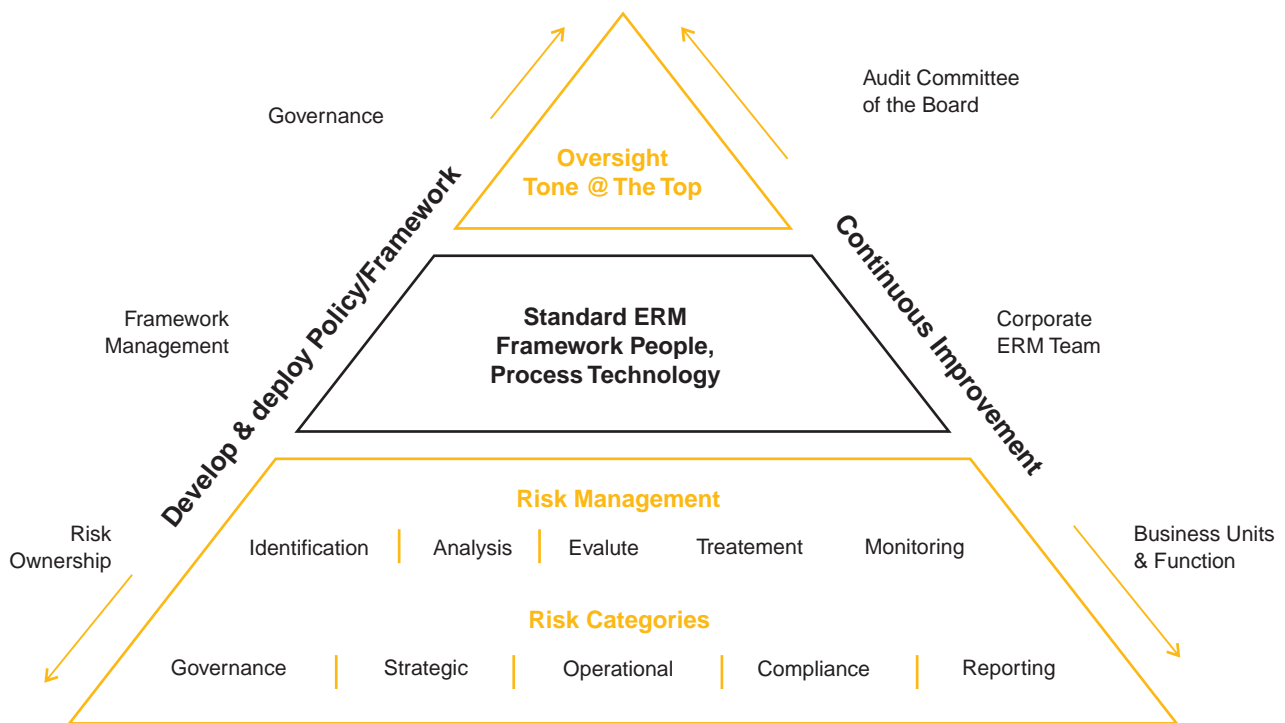 Governance
Audit Committee
of the Board
Oversight
Tone @ The Top
Develop & deploy Policy/Framework
Continuous Improvement
Framework
Management
Standard ERM
Framework People,
Process Technology
Corporate
ERM Team
Risk
Ownership
Risk Management
Identification
Analysis
Evalute
Treatement
Monitoring
Business Units
& Function
Risk Categories
Governance
Strategic
Operational
Compliance
Reporting